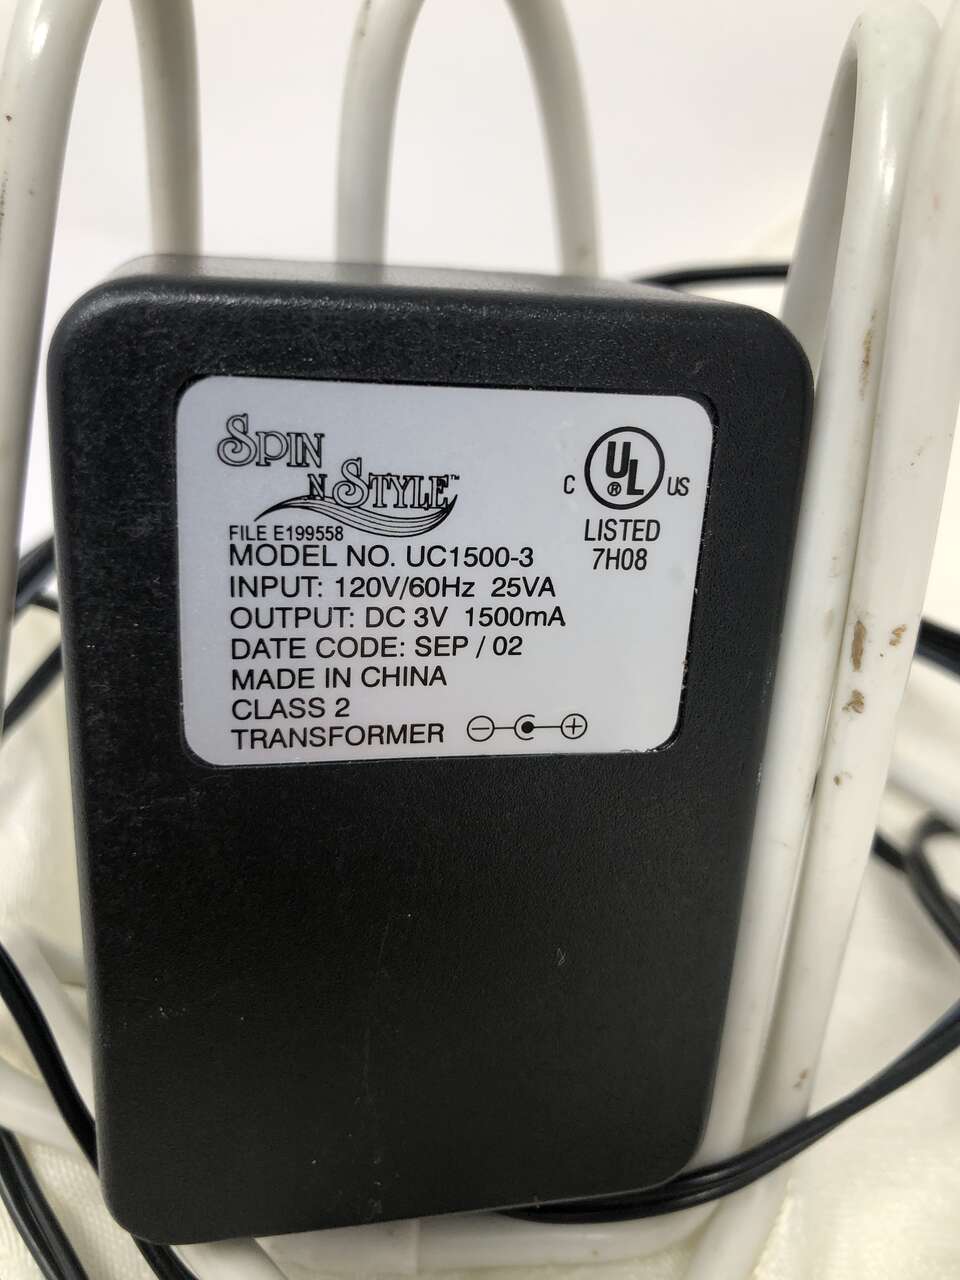 SPIN
N STYLE™
FILE E199558
MODEL NO. UC1500-3
INPUT: 120V/60Hz 25VA
OUTPUT: DC 3V 1500mA
DATE CODE: SEP / 02
MADE IN CHINA
CLASS 2
TRANSFORMER
C UL® US
LISTED
7H08